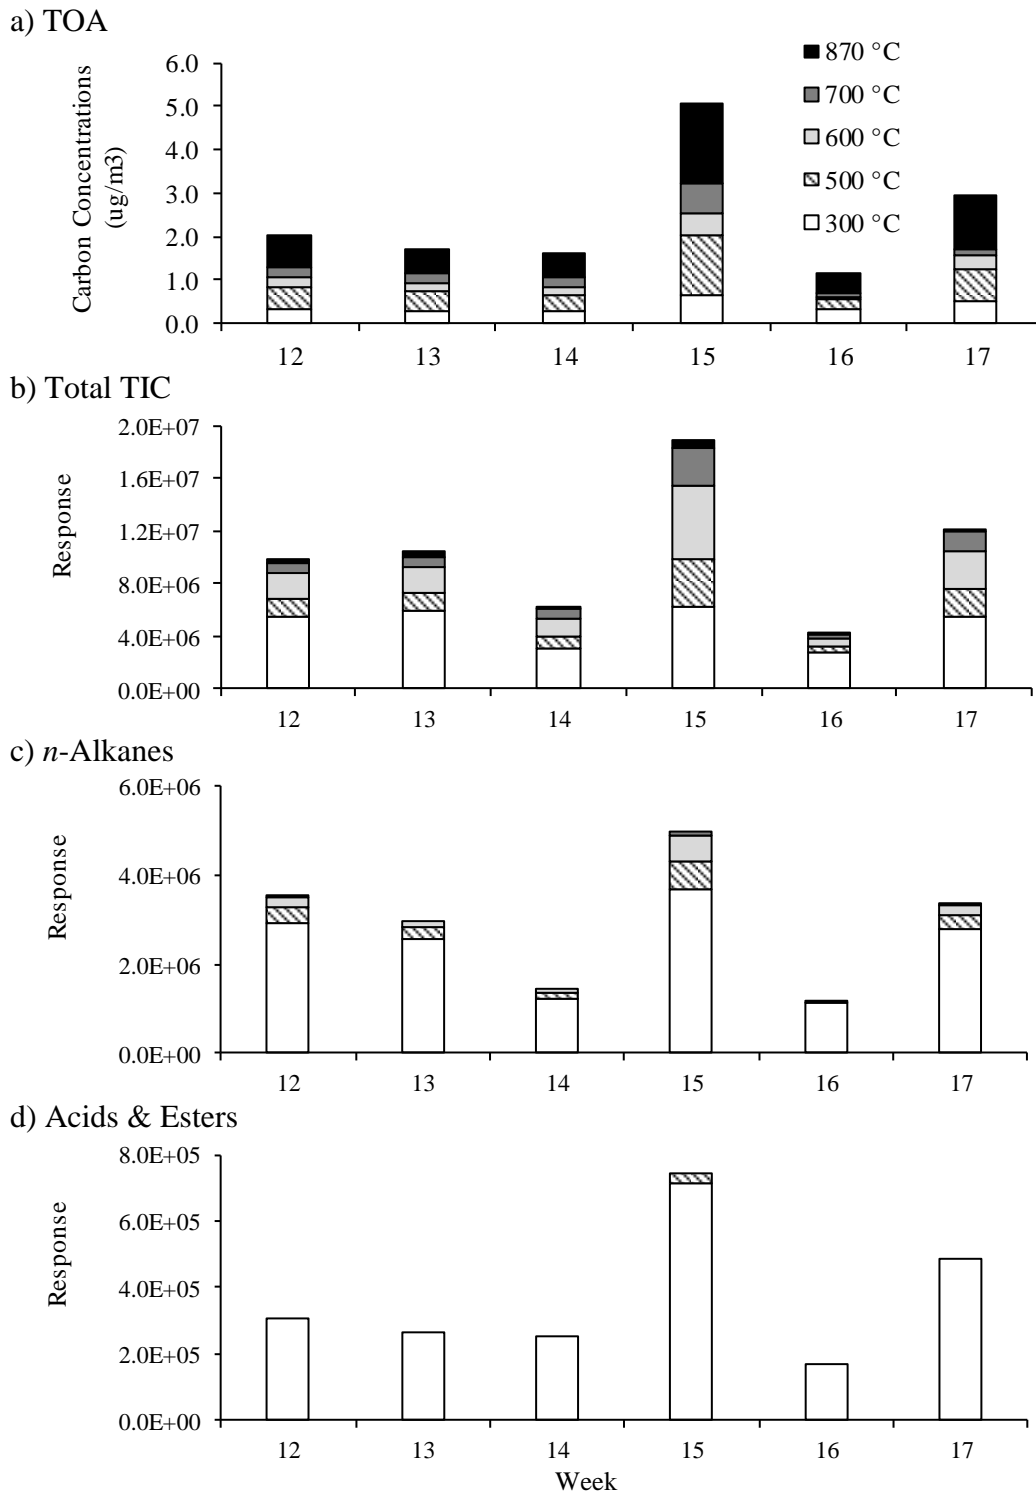 a) TOA
Carbon Concentrations
(ug/m3)
6.0
5.0
4.0
3.0
2.0
1.0
0.0
870 °C
700 °C
600 °C
500 °C
300 °C
12 13 14 15 16 17
b) Total TIC
Response
2.0E+07
1.6E+07
1.2E+07
8.0E+06
4.0E+06
0.0E+00
12 13 14 15 16 17
c) n-Alkanes
Response
6.0E+06
4.0E+06
2.0E+06
0.0E+00
12 13 14 15 16 17
d) Acids & Esters
Response
8.0E+05
6.0E+05
4.0E+05
2.0E+05
0.0E+00
12 13 14 15 16 17
Week